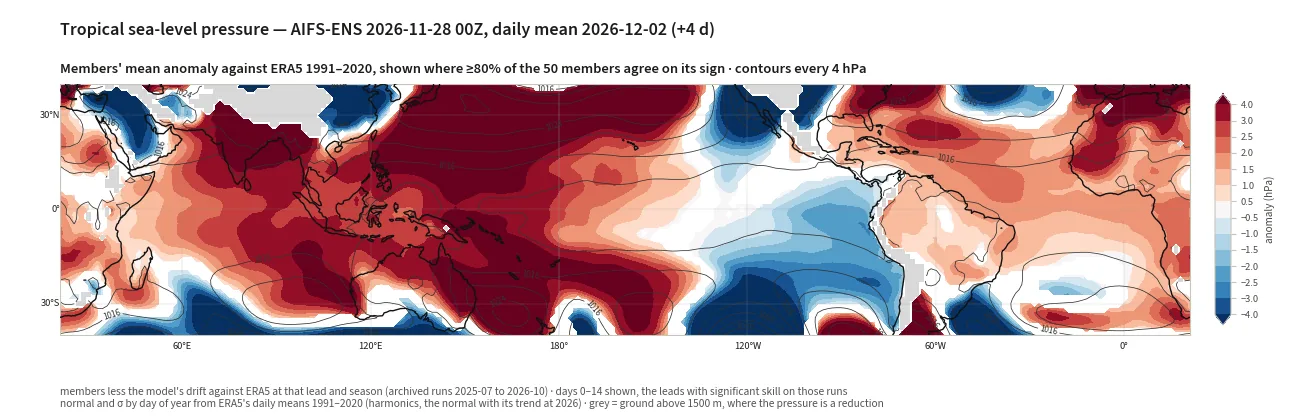 Tropical sea-level pressure — AIFS-ENS 2026-11-28 00Z, daily mean 2026-12-02 (+4 d)
Members' mean anomaly against ERA5 1991–2020, shown where ≥80% of the 50 members agree on its sign · contours every 4 hPa
30°N
0°
30°S
60°E
120°E
180°
120°W
60°W
0°
1024
1016
1016
1016
1016
1016
1016
1016
1016
4.0
3.0
2.5
2.0
1.5
1.0
0.5
−0.5
−1.0
−1.5
−2.0
−2.5
−3.0
−4.0
anomaly (hPa)
members less the model's drift against ERA5 at that lead and season (archived runs 2025-07 to 2026-10) · days 0–14 shown, the leads with significant skill on those runs
normal and σ by day of year from ERA5's daily means 1991–2020 (harmonics, the normal with its trend at 2026) · grey = ground above 1500 m, where the pressure is a reduction